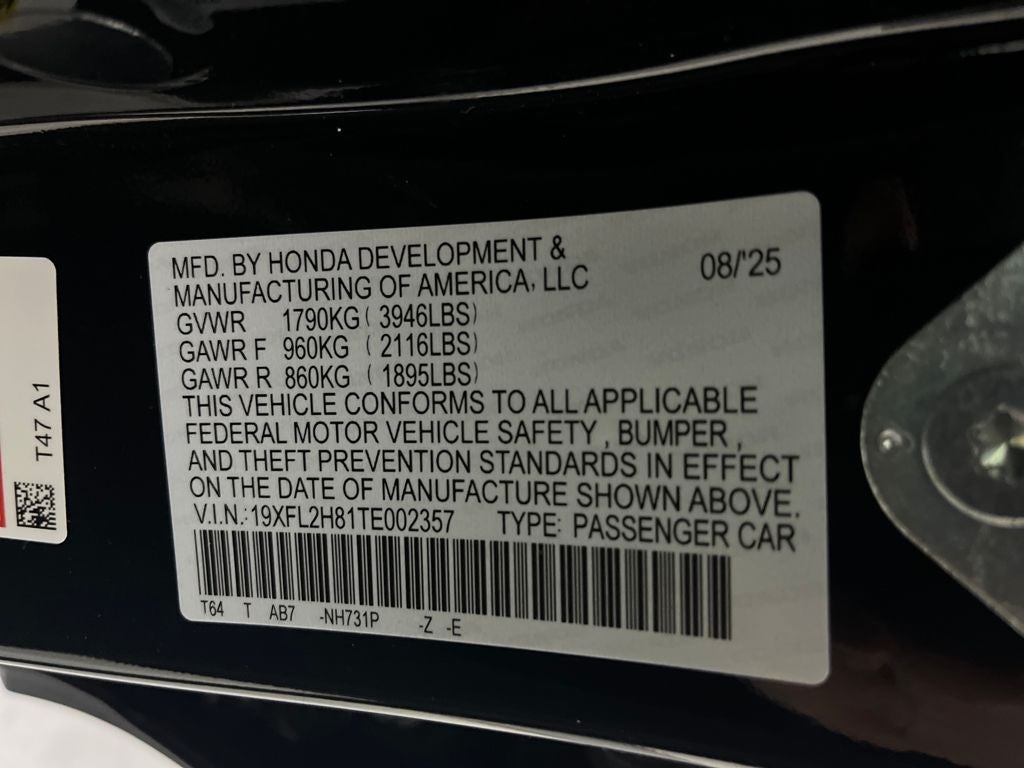 MFD. BY HONDA DEVELOPMENT &
MANUFACTURING OF AMERICA, LLC
08/'25
GVWR 1790KG ( 3946LBS)
GAWR F 960KG ( 2116LBS)
GAWR R 860KG ( 1895LBS)
THIS VEHICLE CONFORMS TO ALL APPLICABLE
FEDERAL MOTOR VEHICLE SAFETY , BUMPER ,
AND THEFT PREVENTION STANDARDS IN EFFECT
ON THE DATE OF MANUFACTURE SHOWN ABOVE.
V.I.N.:19XFL2H81TE002357 TYPE: PASSENGER CAR
T64 T AB7 -NH731P -Z -E
T47 A1